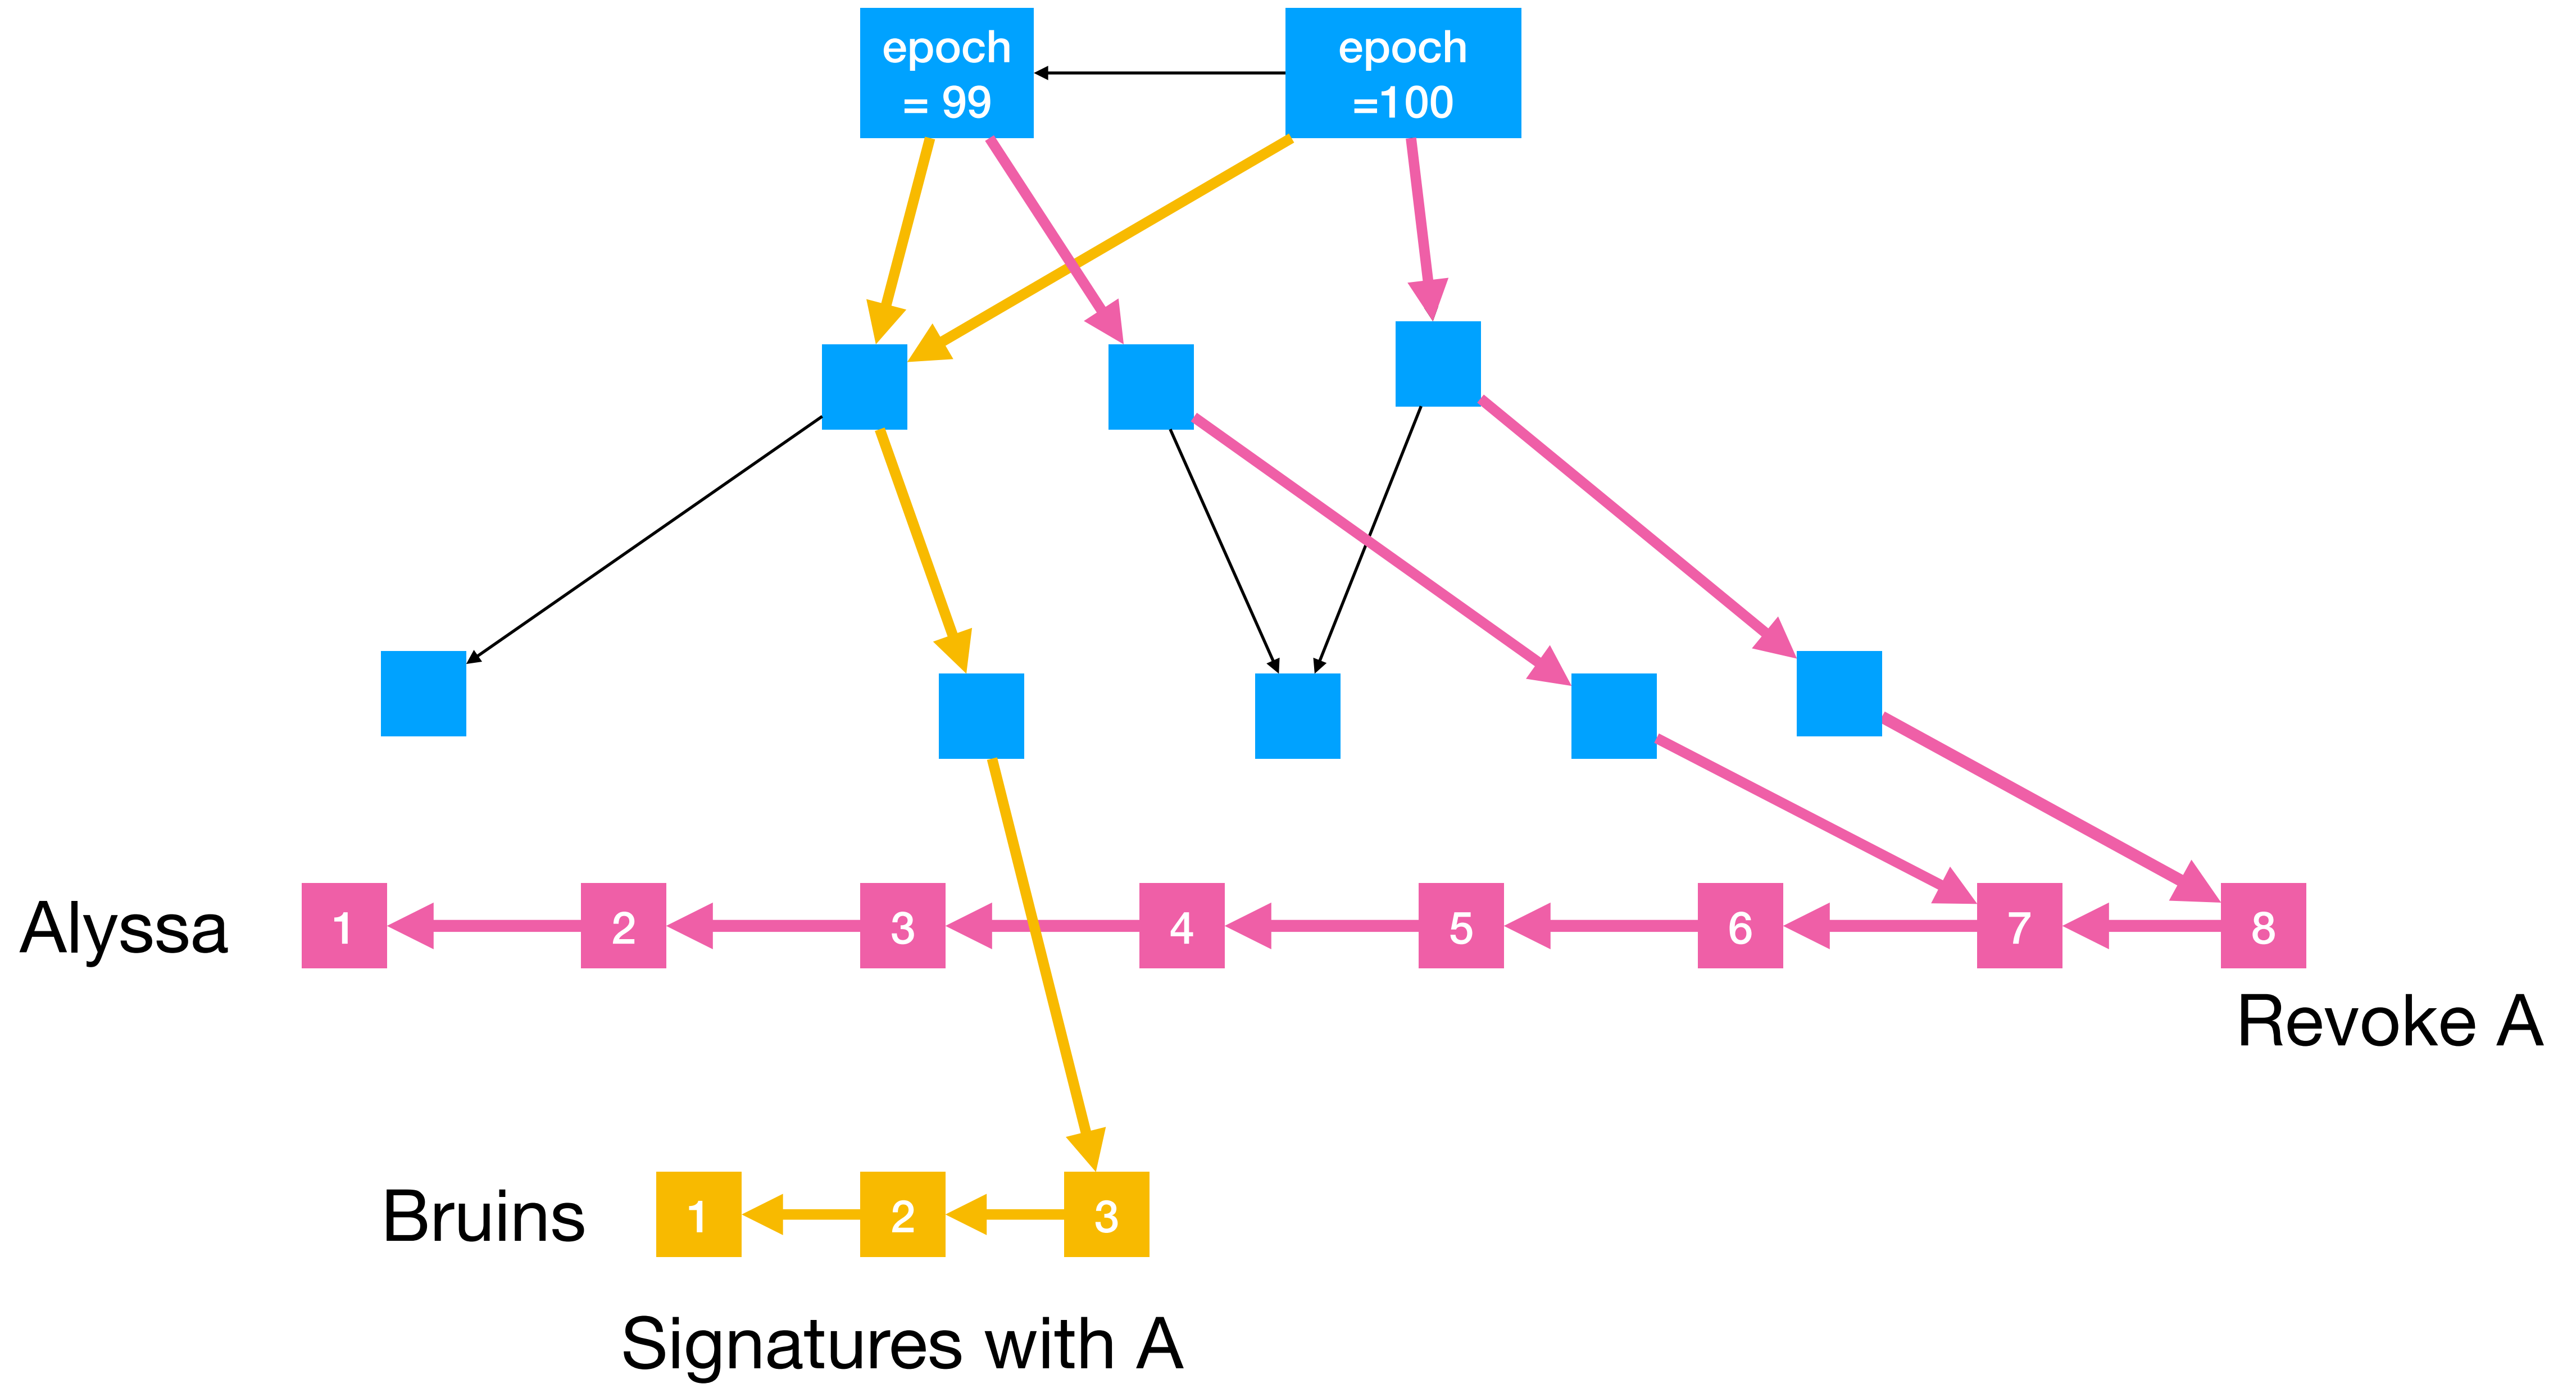 epoch
= 99
epoch
=100
Alyssa 1 2 3 4 5 6 7 8
Revoke A
Bruins 1 2 3
Signatures with A